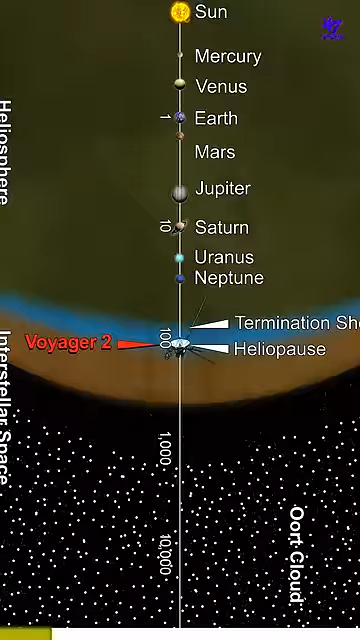 Sun
Mercury
Venus
1
Earth
Mars
Jupiter
10
Saturn
Uranus
Neptune
Heliosphere
Termination Sho
100
Voyager 2
Heliopause
Interstellar Space
1,000
10,000
Oort Cloud